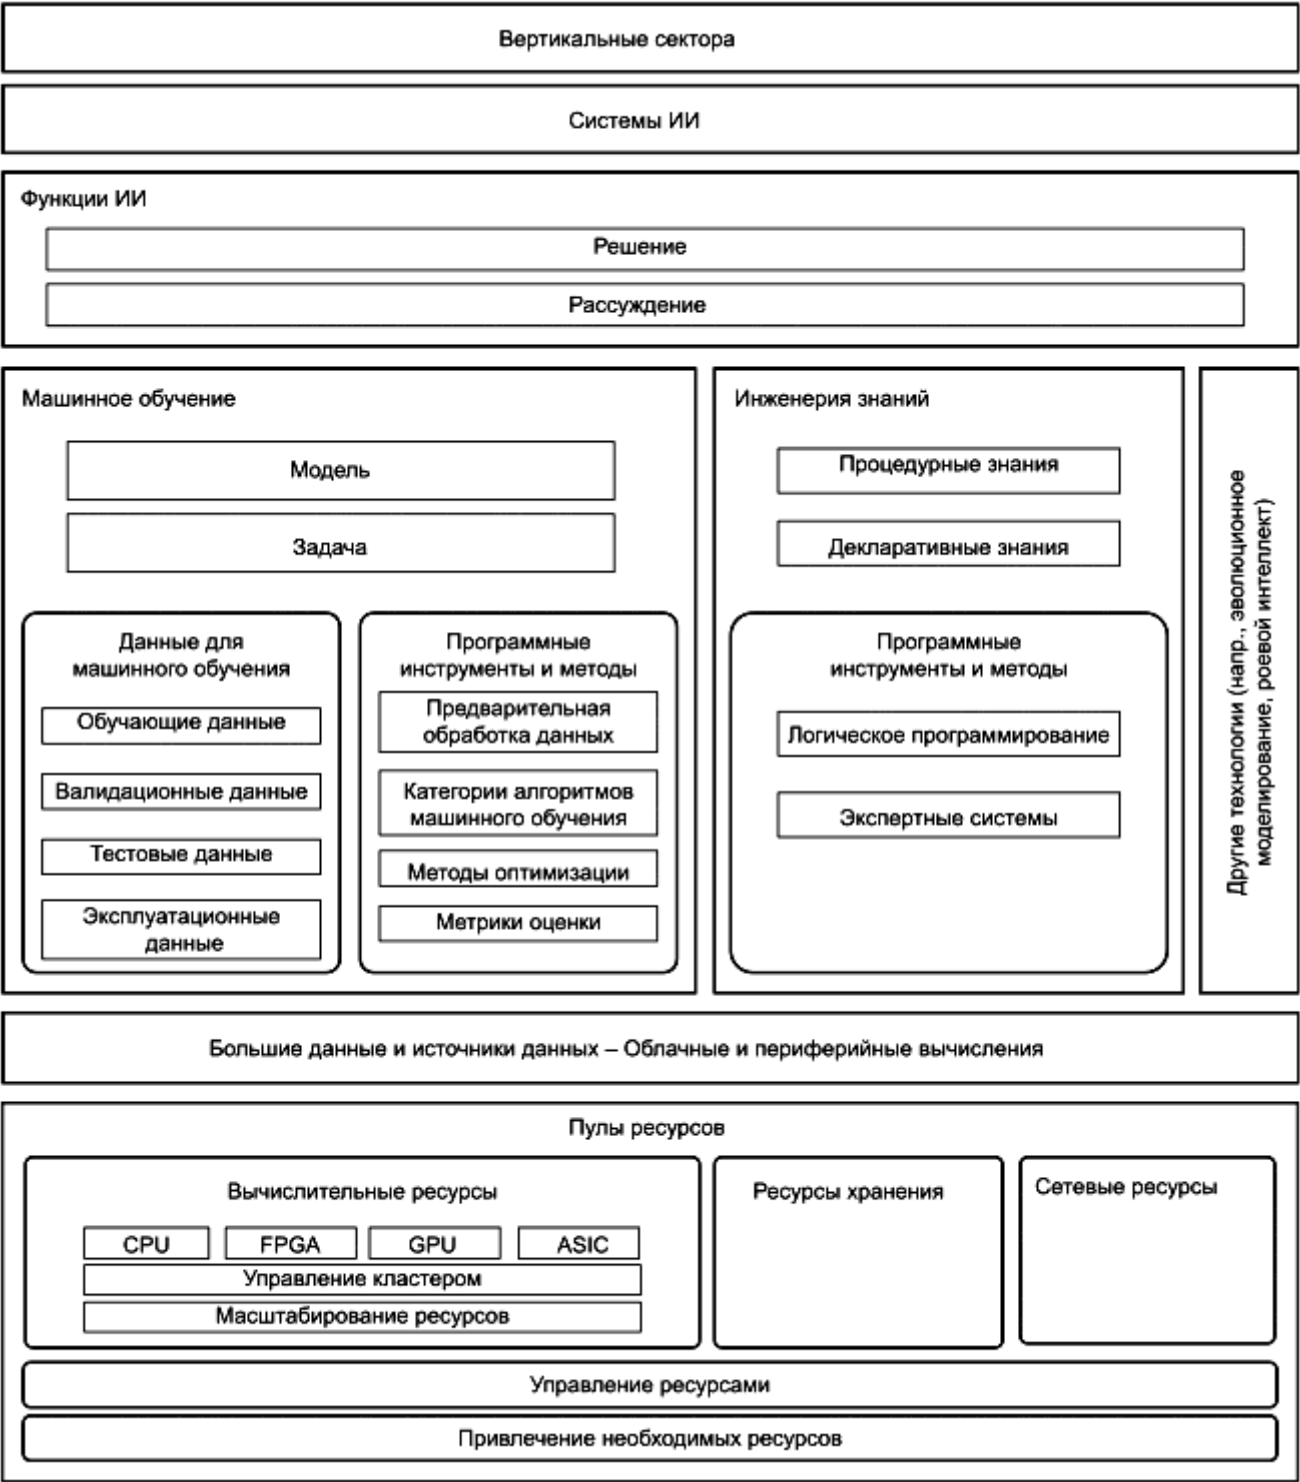 Вертикальные сектора
Системы ИИ
Функции ИИ
Решение
Рассуждение
Машинное обучение
Модель
Задача
Данные для
машинного обучения
Обучающие данные
Валидационные данные
Тестовые данные
Эксплуатационные
данные
Программные
инструменты и методы
Предварительная
обработка данных
Категории алгоритмов
машинного обучения
Методы оптимизации
Метрики оценки
Инженерия знаний
Процедурные знания
Декларативные знания
Программные
инструменты и методы
Логическое программирование
Экспертные системы
Другие технологии (напр., эволюционное
моделирование, роевой интеллект)
Большие данные и источники данных – Облачные и периферийные вычисления
Пулы ресурсов
Вычислительные ресурсы
CPU
FPGA
GPU
ASIC
Управление кластером
Масштабирование ресурсов
Ресурсы хранения
Сетевые ресурсы
Управление ресурсами
Привлечение необходимых ресурсов